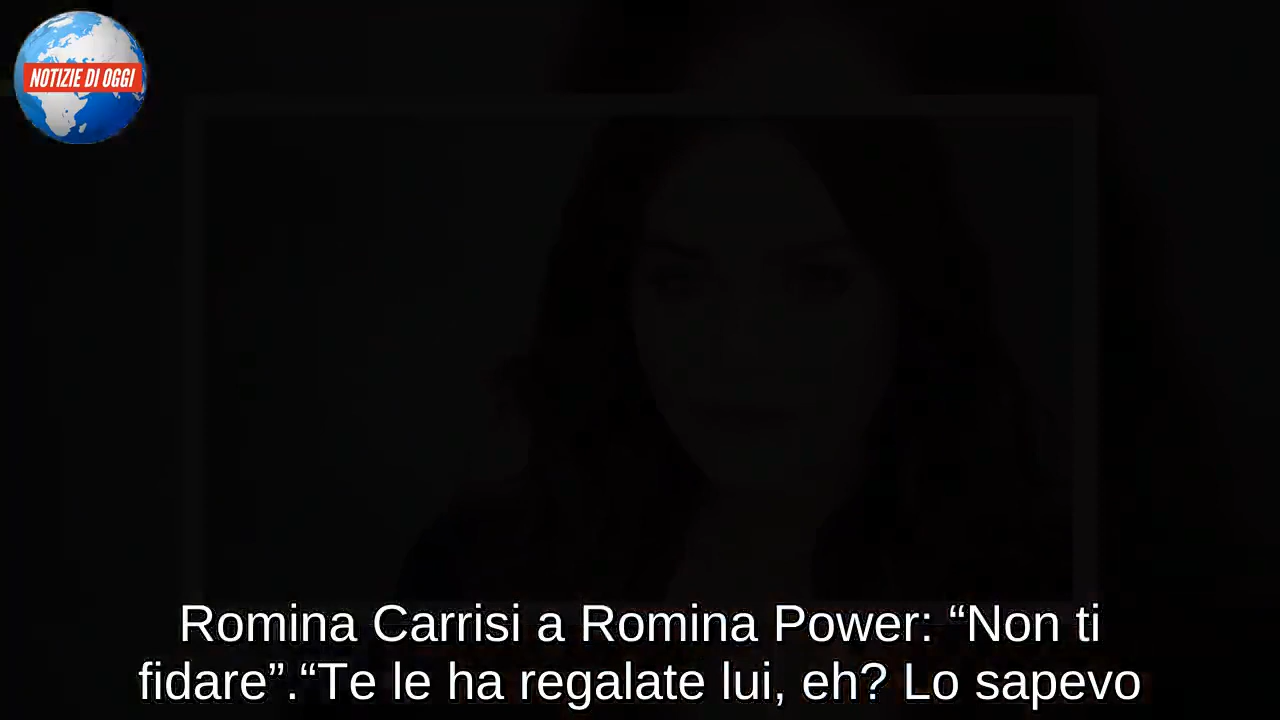 NOTIZIE DI OGGI
Romina Carrisi a Romina Power: “Non ti
fidare”.“Te le ha regalate lui, eh? Lo sapevo